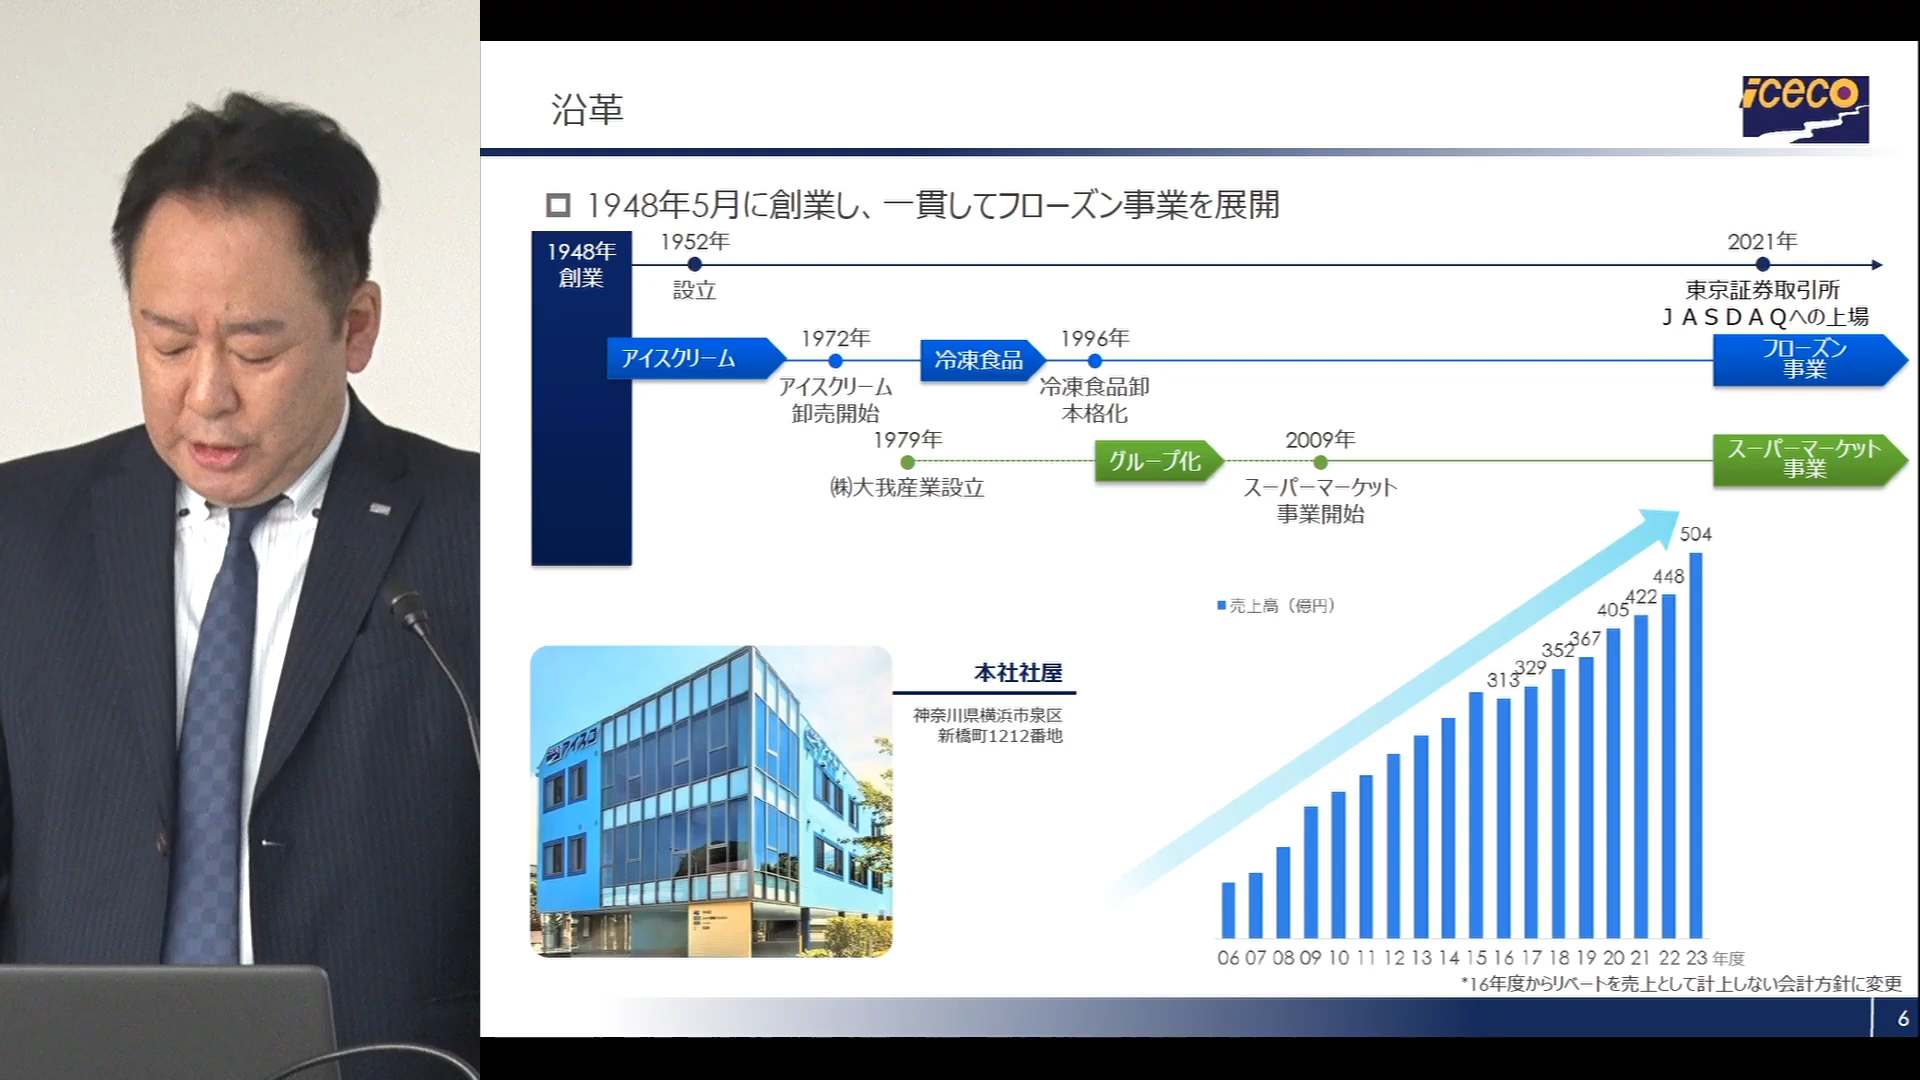 沿革
iceco
1948年5月に創業し、一貫してフローズン事業を展開
1948年
創業
1952年
設立
2021年
東京証券取引所
ＪＡＳＤＡＱへの上場
アイスクリーム
1972年
アイスクリーム
卸売開始
冷凍食品
1996年
冷凍食品卸
本格化
フローズン
事業
1979年
㈱大我産業設立
グループ化
2009年
スーパーマーケット
事業開始
スーパーマーケット
事業
売上高（億円）
313
329
352
367
405
422
448
504
06 07 08 09 10 11 12 13 14 15 16 17 18 19 20 21 22 23 年度
*16年度からリベートを売上として計上しない会計方針に変更
本社社屋
神奈川県横浜市泉区
新橋町1212番地
アイスコ
6